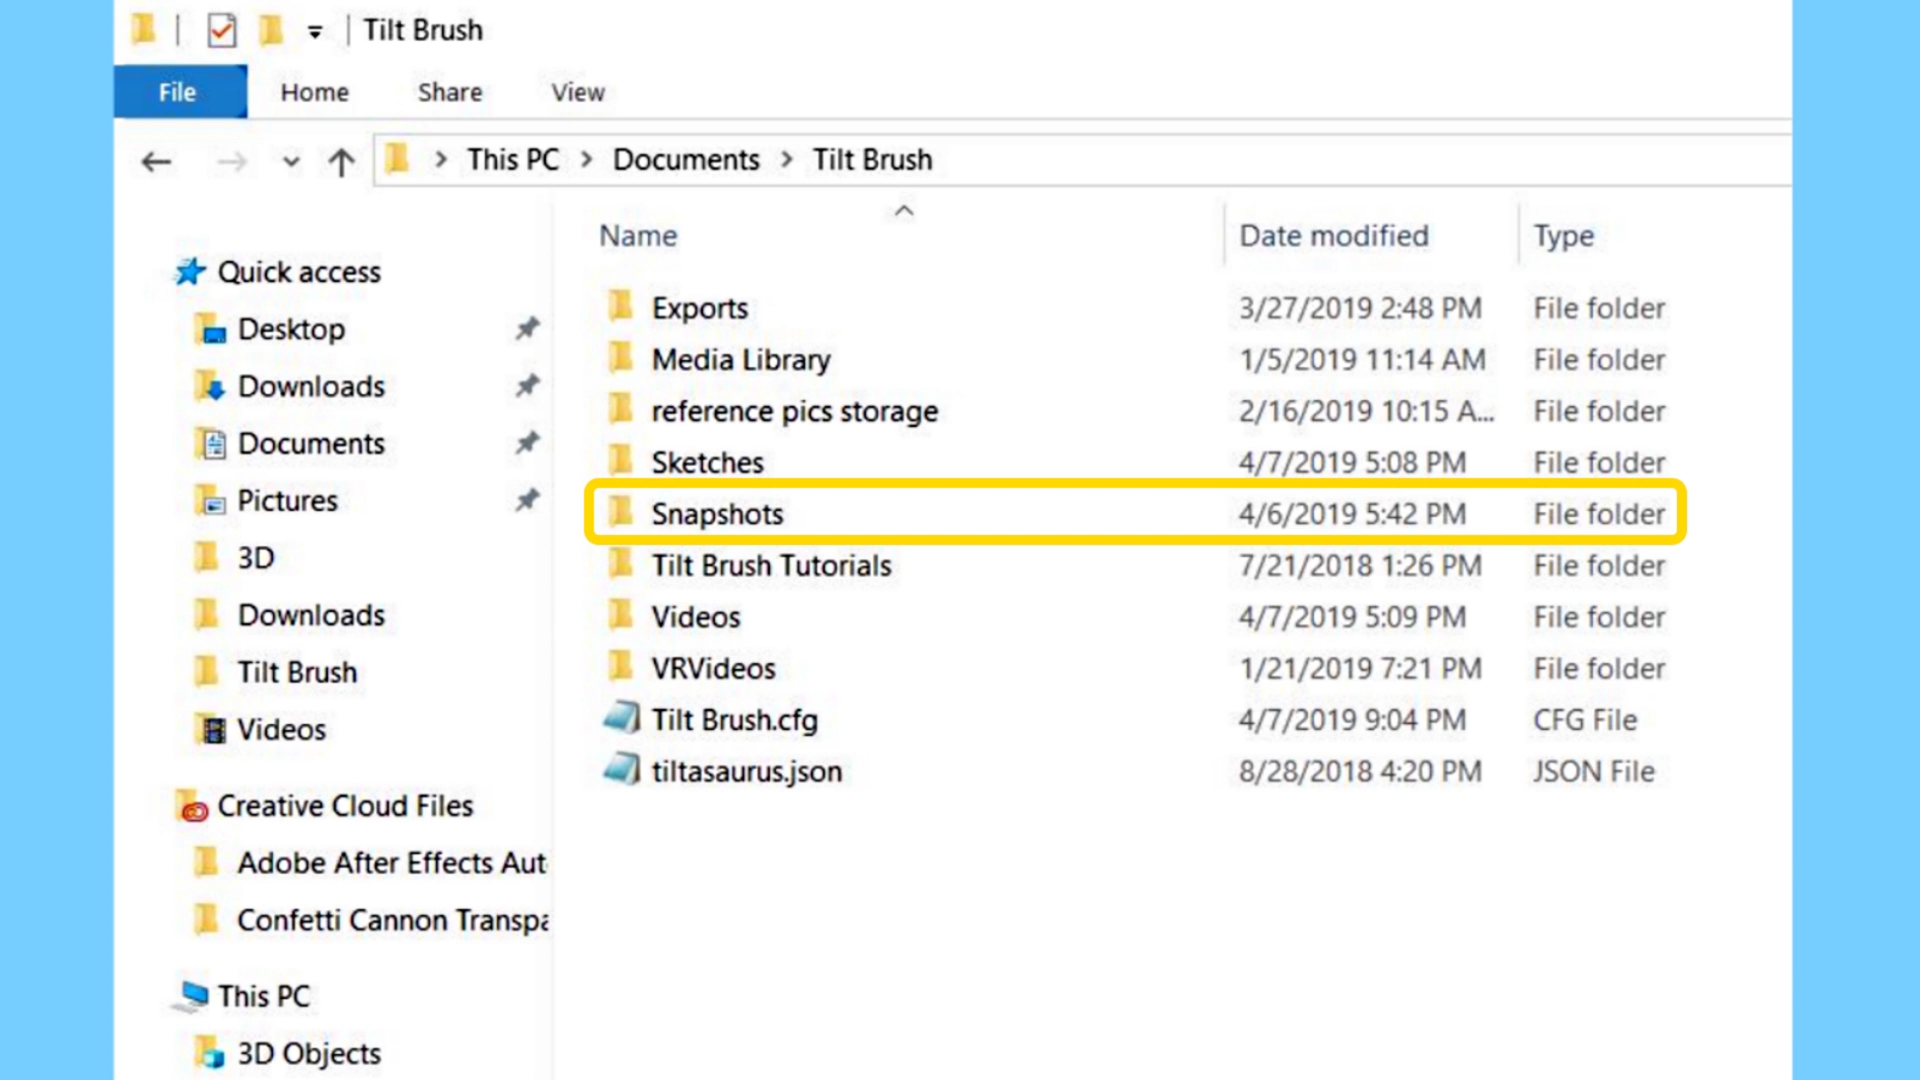 Tilt Brush
File Home Share View
This PC Documents Tilt Brush
Name Date modified Type
Quick access
Desktop
Downloads
Documents
Pictures
3D
Downloads
Tilt Brush
Videos
Creative Cloud Files
Adobe After Effects Aut
Confetti Cannon Transpa
This PC
3D Objects
Exports 3/27/2019 2:48 PM File folder
Media Library 1/5/2019 11:14 AM File folder
reference pics storage 2/16/2019 10:15 A... File folder
Sketches 4/7/2019 5:08 PM File folder
Snapshots 4/6/2019 5:42 PM File folder
Tilt Brush Tutorials 7/21/2018 1:26 PM File folder
Videos 4/7/2019 5:09 PM File folder
VRVideos 1/21/2019 7:21 PM File folder
Tilt Brush.cfg 4/7/2019 9:04 PM CFG File
tiltasaurus.json 8/28/2018 4:20 PM JSON File